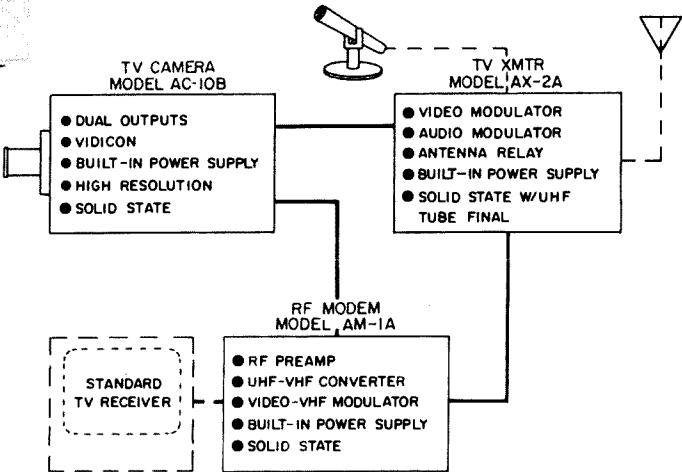 TV CAMERA
MODEL AC-10B
● DUAL OUTPUTS
● VIDICON
● BUILT-IN POWER SUPPLY
● HIGH RESOLUTION
● SOLID STATE
TV XMTR
MODEL AX-2A
● VIDEO MODULATOR
● AUDIO MODULATOR
● ANTENNA RELAY
● BUILT-IN POWER SUPPLY
● SOLID STATE W/UHF
TUBE FINAL
RF MODEM
MODEL AM-1A
● RF PREAMP
● UHF-VHF CONVERTER
● VIDEO-VHF MODULATOR
● BUILT-IN POWER SUPPLY
● SOLID STATE
STANDARD
TV RECEIVER